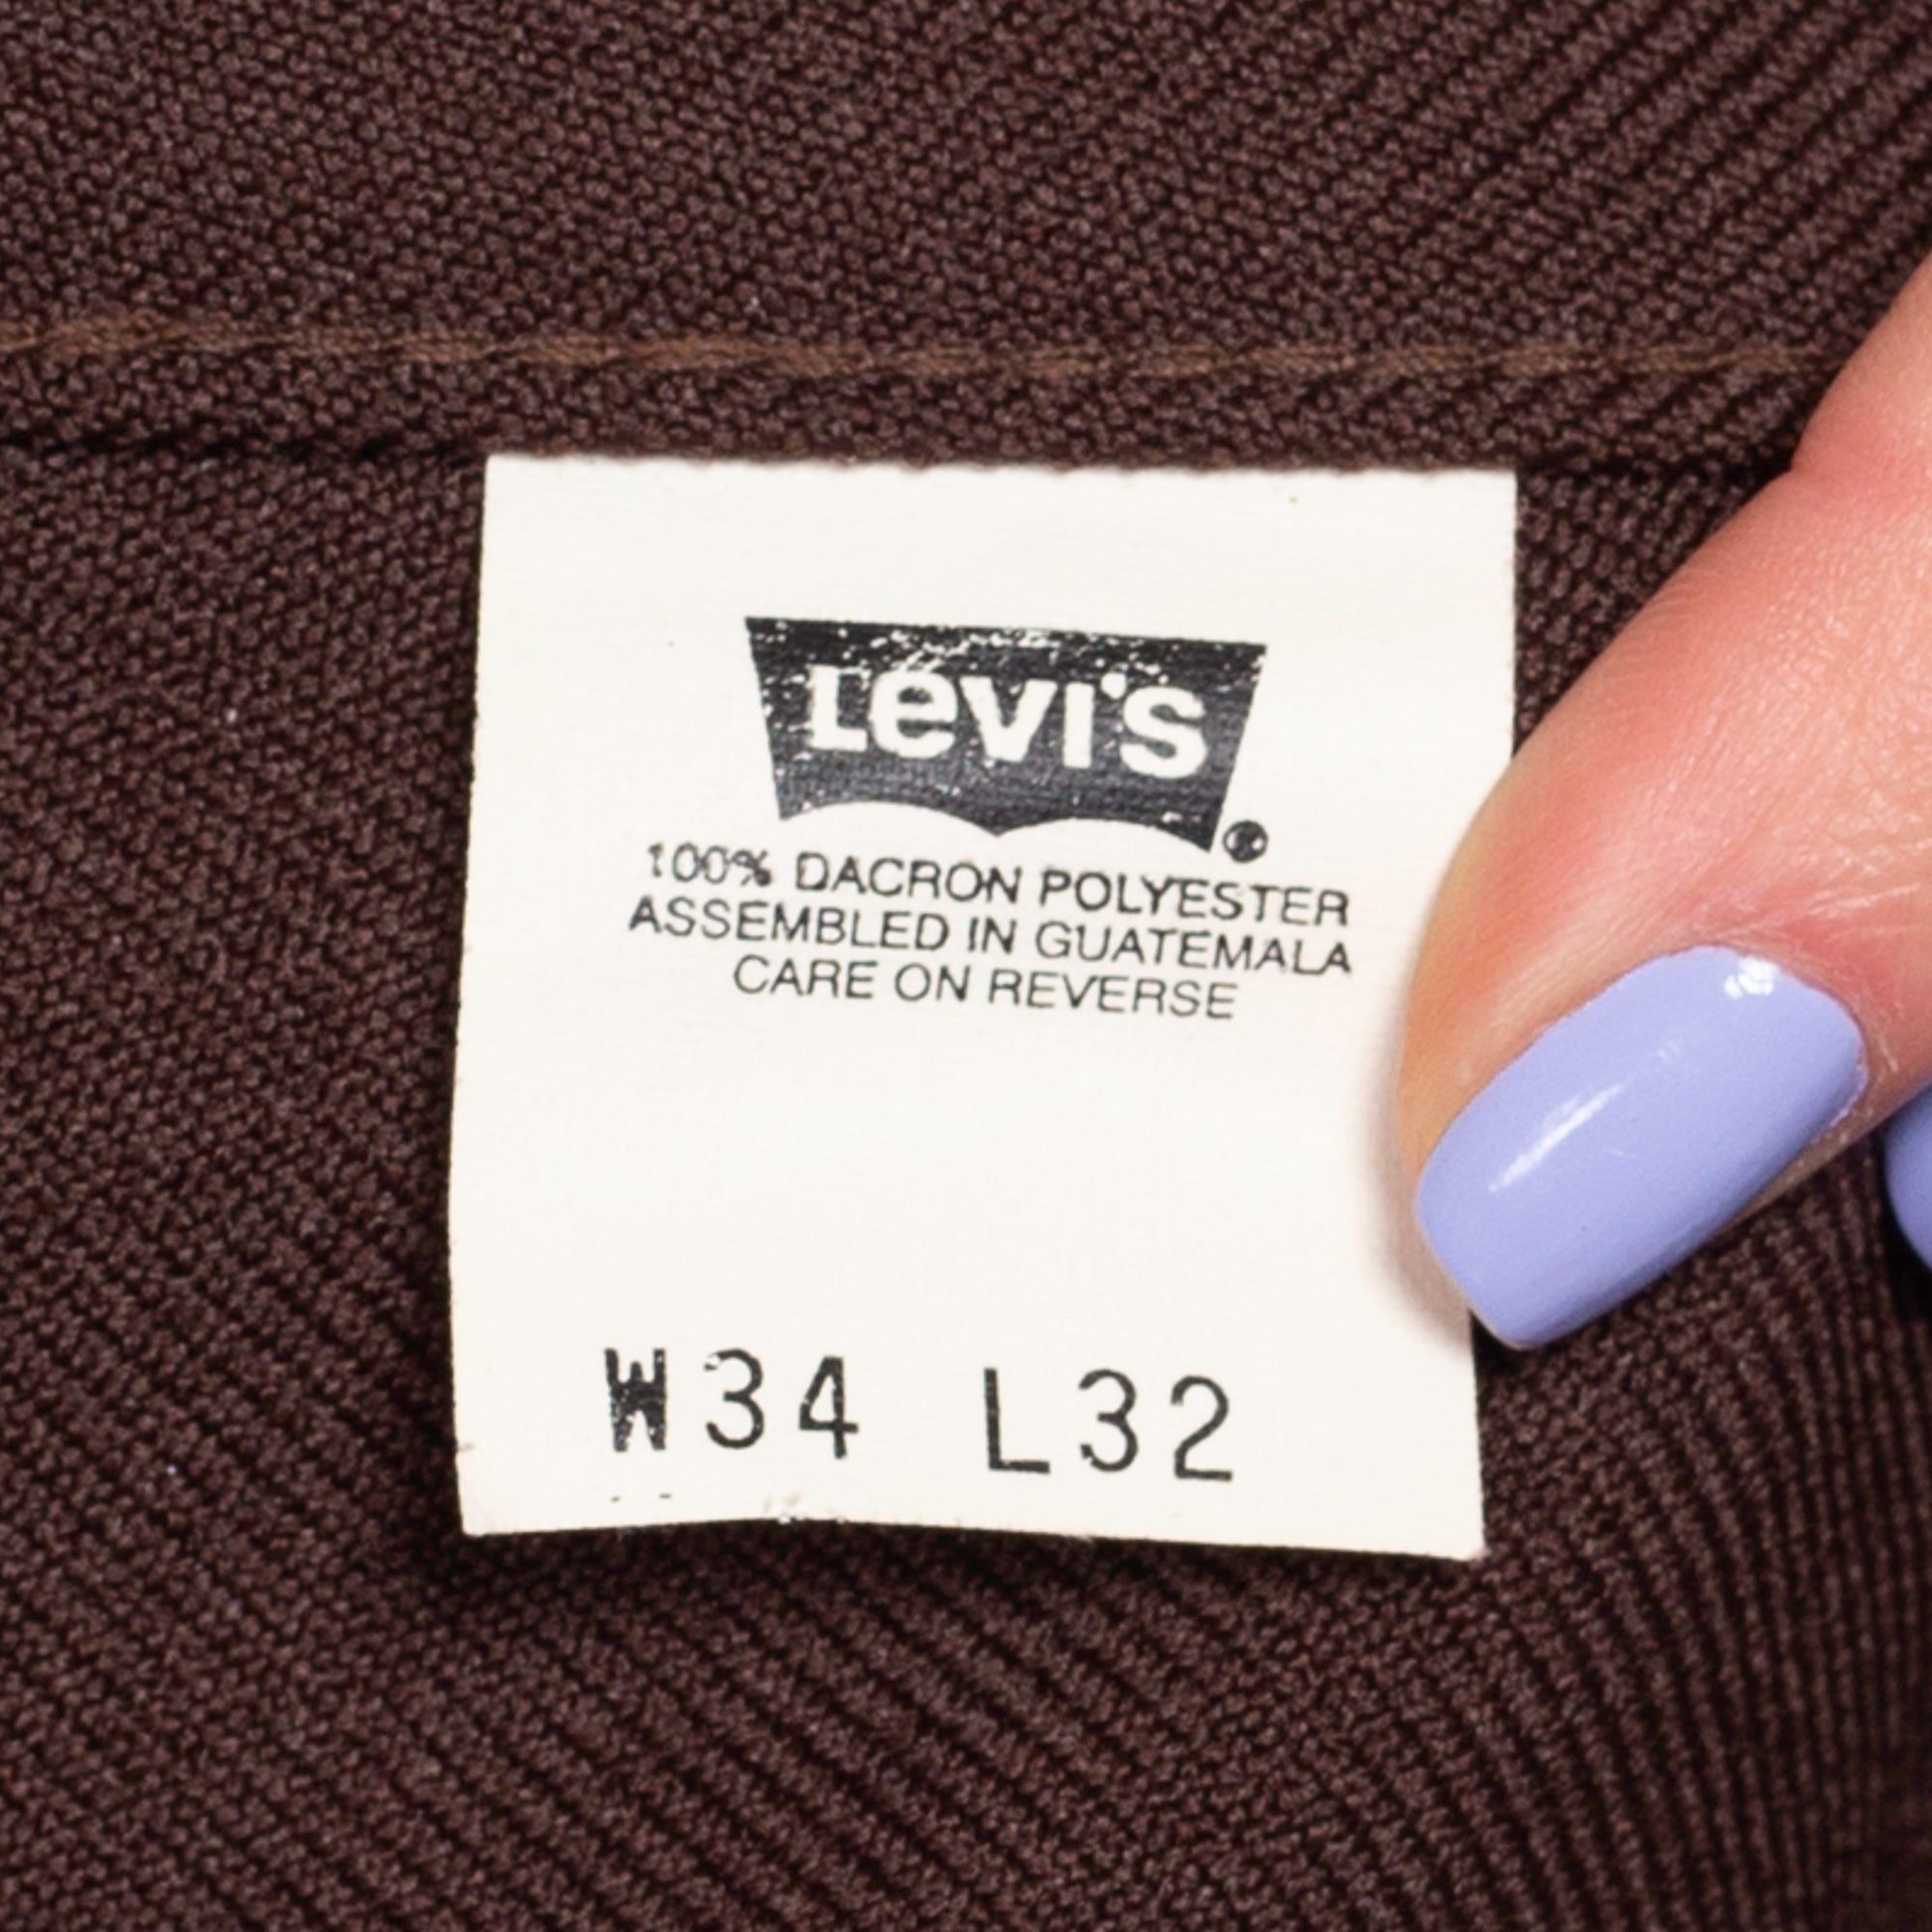 Levi's
100% DACRON POLYESTER
ASSEMBLED IN GUATEMALA
CARE ON REVERSE
W34 L32